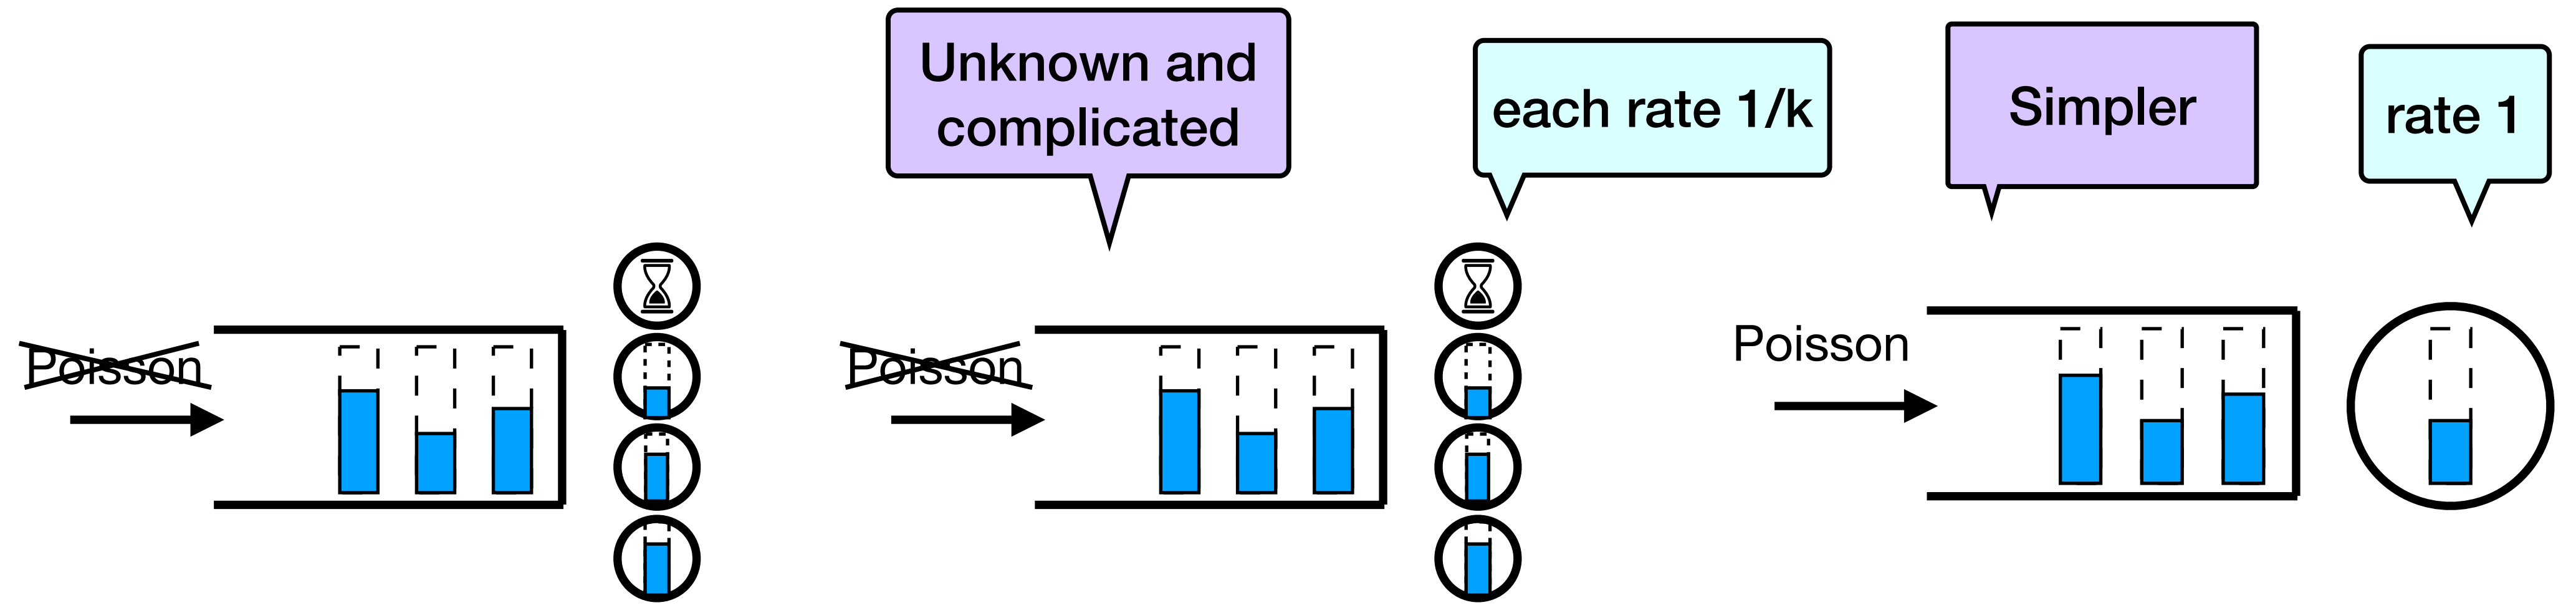 Unknown and
complicated
each rate 1/k
Simpler
rate 1
Poisson
Poisson
Poisson